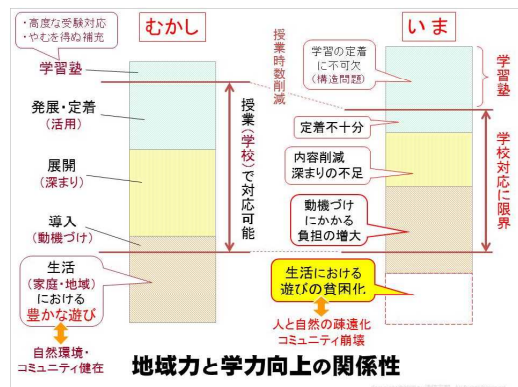 ・高度な受験対応
・やむを得ぬ補充
むかし
学習塾
発展・定着
(活用)
展開
(深まり)
導入
(動機づけ)
生活
(家庭・地域)
における
豊かな遊び
自然環境・
コミュニティ健在
授業(学校)で対応可能
授業時数削減
いま
学習の定着
に不可欠
(構造問題)
学習塾
定着不十分
内容削減
深まりの不足
学校対応に限界
動機づけ
にかかる
負担の増大
生活における
遊びの貧困化
人と自然の疎遠化
コミュニティ崩壊
地域力と学力向上の関係性